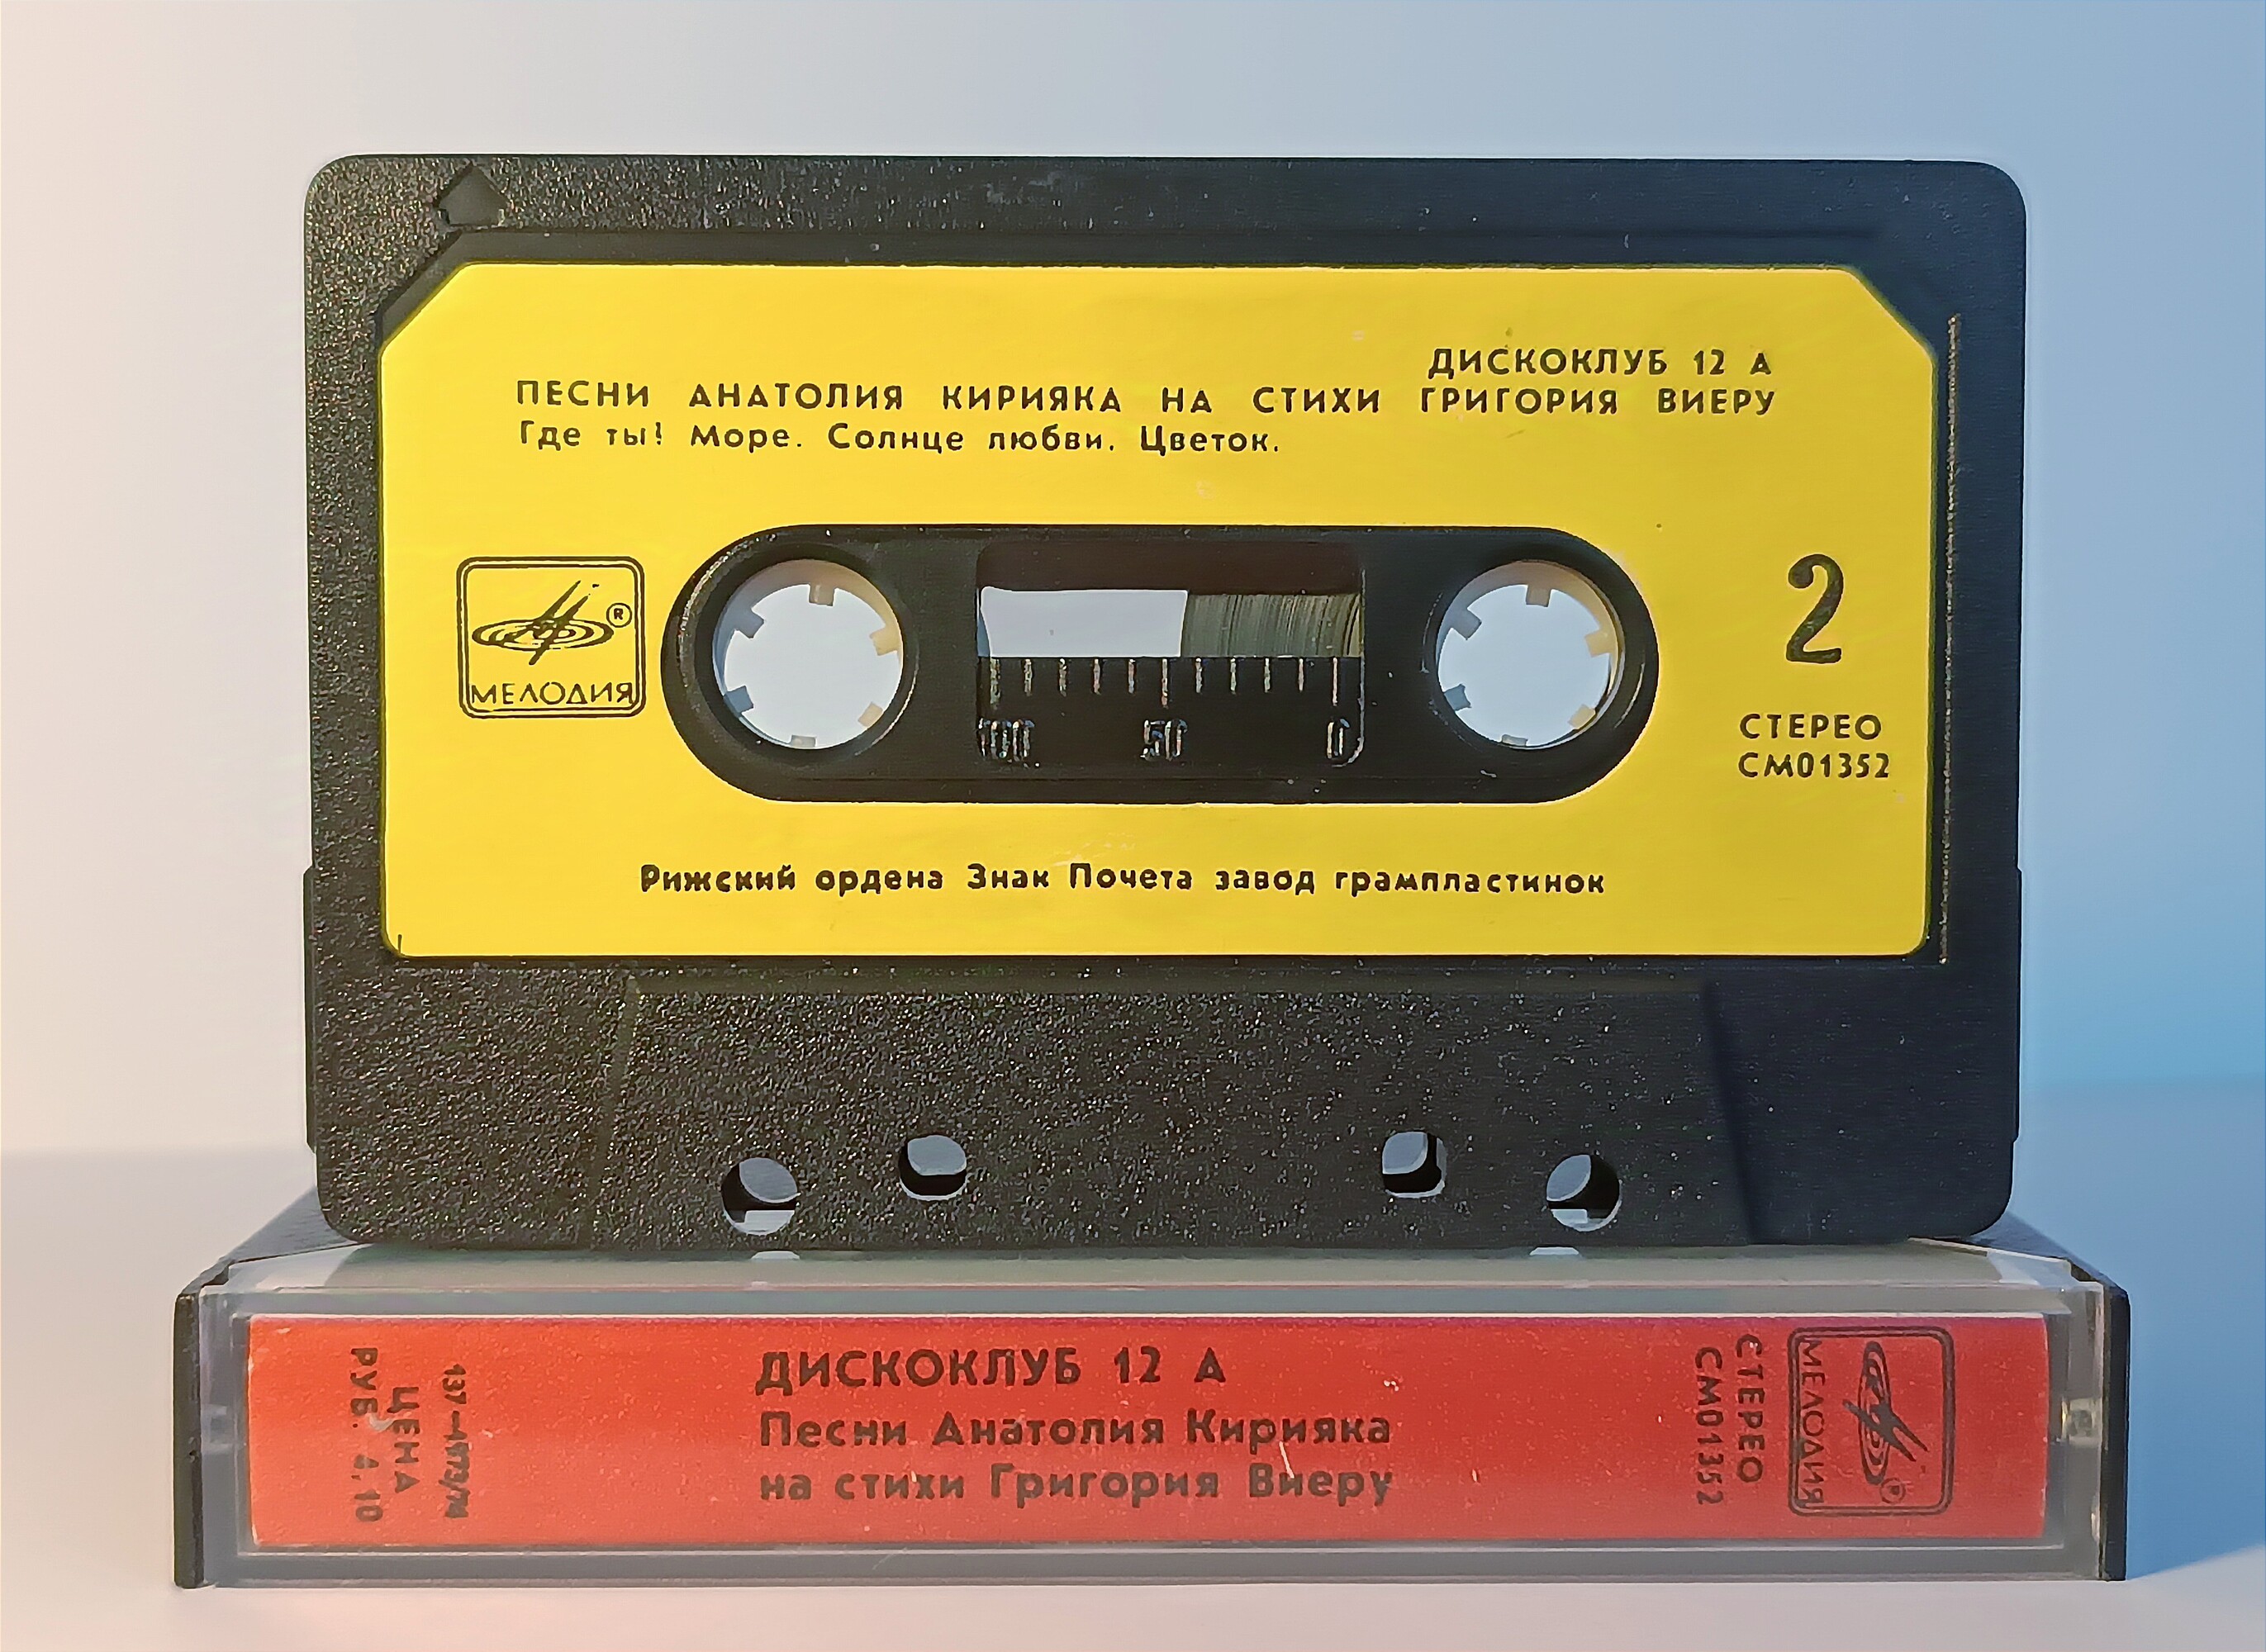 ДИСКОКЛУБ 12 А
ПЕСНИ АНАТОЛИЯ КИРИЯКА НА СТИХИ ГРИГОРИЯ ВИЕРУ
Где ты! Море. Солнце любви. Цветок.
®
МЕЛОДИЯ
2
СТЕРЕО
СМ01352
100 50 0
Рижский ордена Знак Почета завод грампластинок
ДИСКОКЛУБ 12 А
Песни Анатолия Кирияка
на стихи Григория Виеру
ЦЕНА
РУБ. 4.10
СТЕРЕО
СМ01352
МЕЛОДИЯ
®